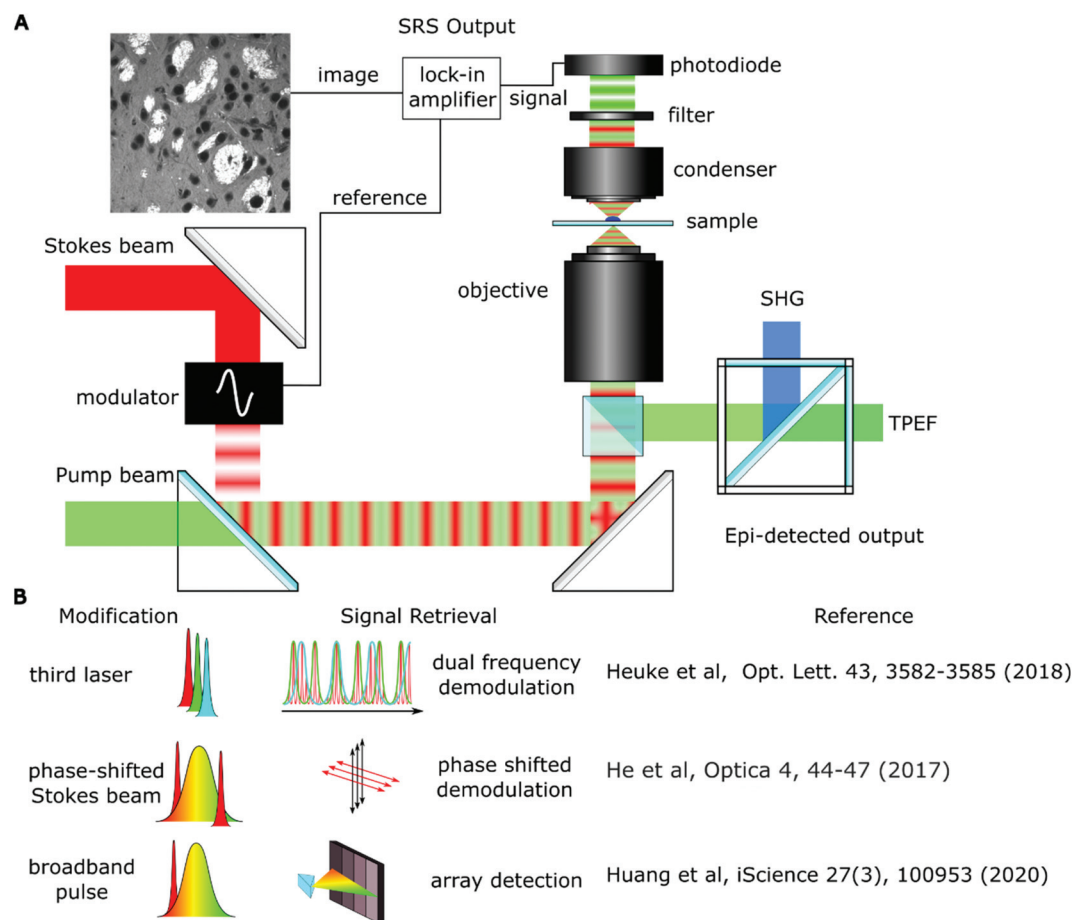 A
SRS Output
image
lock-in
amplifier
signal
photodiode
filter
condenser
reference
sample
Stokes beam
objective
SHG
modulator
TPEF
Pump beam
Epi-detected output
B
Modification
Signal Retrieval
Reference
third laser
dual frequency
demodulation
Heuke et al, Opt. Lett. 43, 3582-3585 (2018)
phase-shifted
Stokes beam
phase shifted
demodulation
He et al, Optica 4, 44-47 (2017)
broadband
pulse
array detection
Huang et al, iScience 27(3), 100953 (2020)